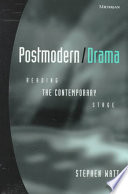 MICHIGAN
Postmodern/
Drama
READING
THE CONTEMPORARY
STAGE
STEPHEN WATT